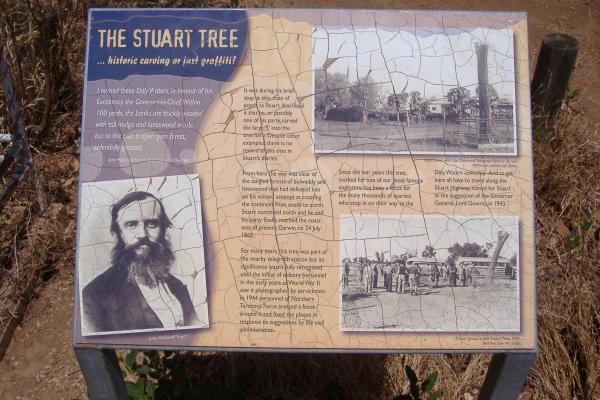 THE STUART TREE
... historic carving or just graffiti?
I named these Daly Waters, in honour of his
Excellency the Governor-in-Chief. Within
100 yards, the banks are thickly wooded
with tall mulga and lancewood scrub,
but to the east is open gum forest,
splendidly grassed.
John McDouall Stuart
It was during his brief
stop at this chain of
ponds as Stuart described
it that he, or possibly
one of his party, carved
the large 'S' into the
tree here. Despite other
examples, there is no
record of this tree in
Stuart's diaries.
From here the way was clear of
the tangled forests of bulwaddy and
lancewood that had defeated him
on his second attempt at crossing
the continent from south to north.
Stuart continued north and he and
his party finally reached the coast
east of present Darwin on 24 July
1862.
For many years this tree was part of
the nearby telegraph station but its
significance wasn't fully recognised
until the influx of military personnel
in the early years of World War II
saw it photographed by servicemen.
In 1944 personnel of Northern
Territory Force erected a fence
around it and fixed the plaque in
response to suggestions by the civil
administration.
Since the war years this tree,
marked for one of our most famous
explorers, has been a focus for
the many thousands of tourists
who stop in on their way to the
Daly Waters township. And to get
here all have to travel along the
Stuart Highway, named for Stuart
at the suggestion of the Governor
General, Lord Gowrie, in 1943.
John McDouall Stuart
A tour group at the Stuart Tree,